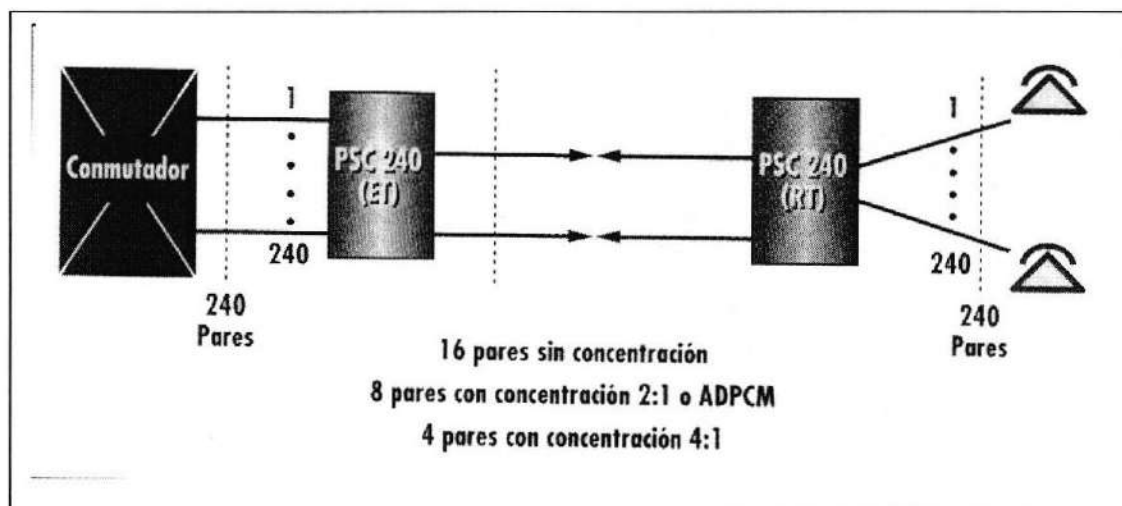 Conmutador
1
240
240
Pares
PSC 240
(ET)
PSC 240
(RT)
1
240
240
Pares
16 pares sin concentración
8 pares con concentración 2:1 o ADPCM
4 pares con concentración 4:1